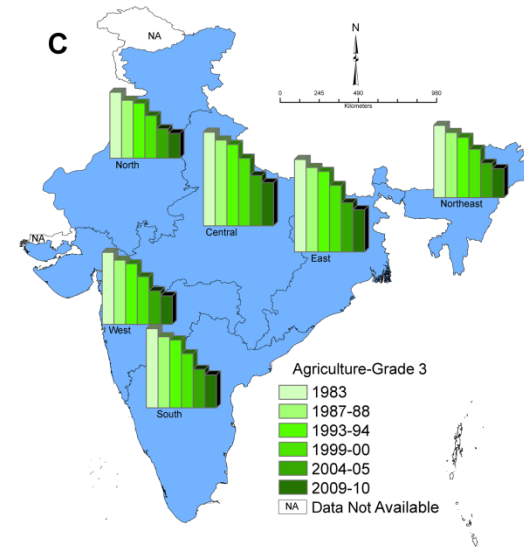 C
NA
N
0 245 490 980
Kilometers
North
Central
East
Northeast
NA
West
South
Agriculture-Grade 3
1983
1987-88
1993-94
1999-00
2004-05
2009-10
NA Data Not Available